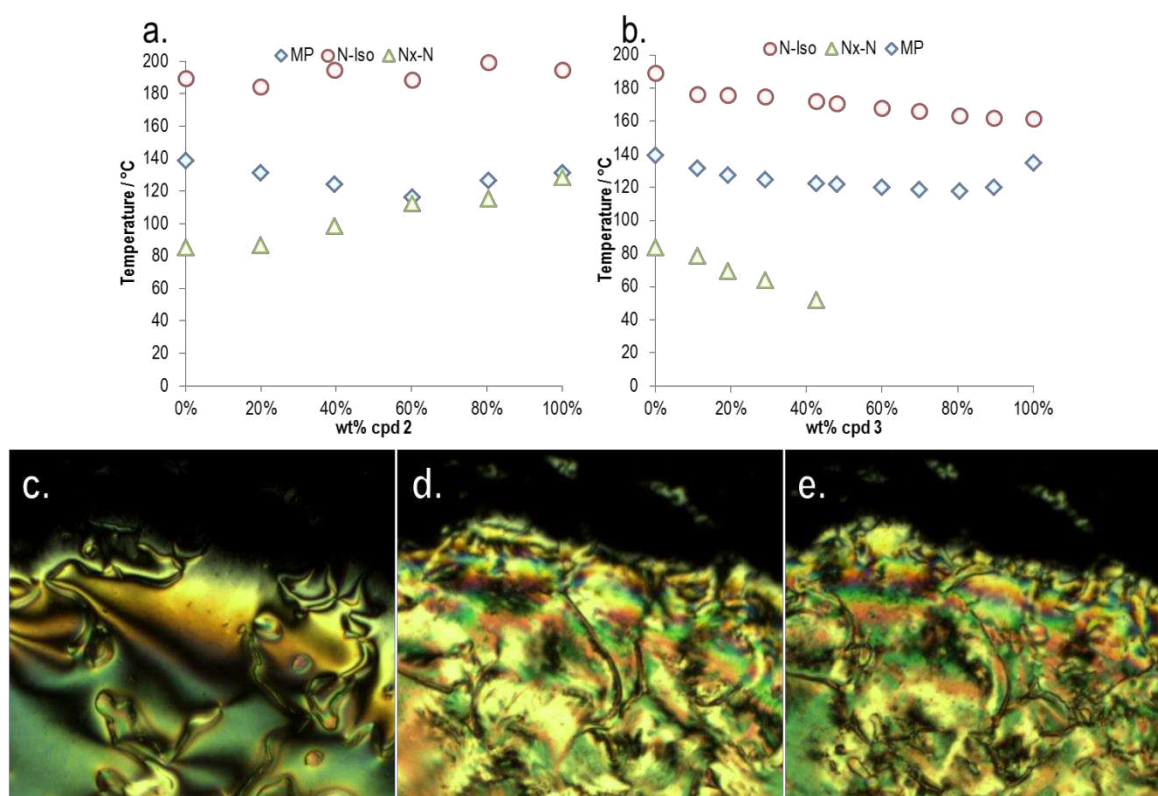 a.
MP N-Iso Nx-N
Temperature / °C
200
180
160
140
120
100
80
60
40
20
0
0% 20% 40% 60% 80% 100%
wt% cpd 2
b.
N-Iso Nx-N MP
Temperature / °C
200
180
160
140
120
100
80
60
40
20
0
0% 20% 40% 60% 80% 100%
wt% cpd 3
c.
d.
e.